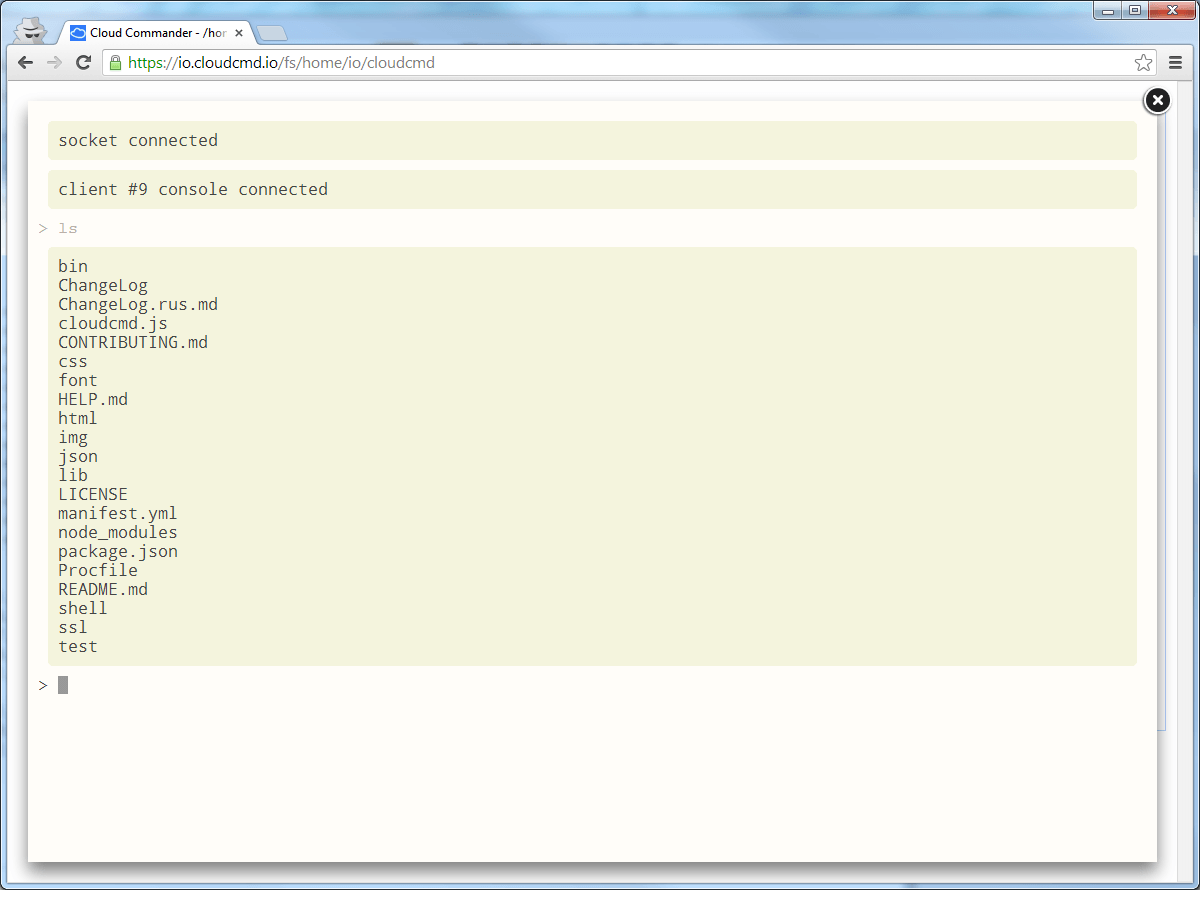 Cloud Commander - /hor
https://io.cloudcmd.io/fs/home/io/cloudcmd
socket connected
client #9 console connected
> ls
bin
ChangeLog
ChangeLog.rus.md
cloudcmd.js
CONTRIBUTING.md
css
font
HELP.md
html
img
json
lib
LICENSE
manifest.yml
node_modules
package.json
Procfile
README.md
shell
ssl
test
>